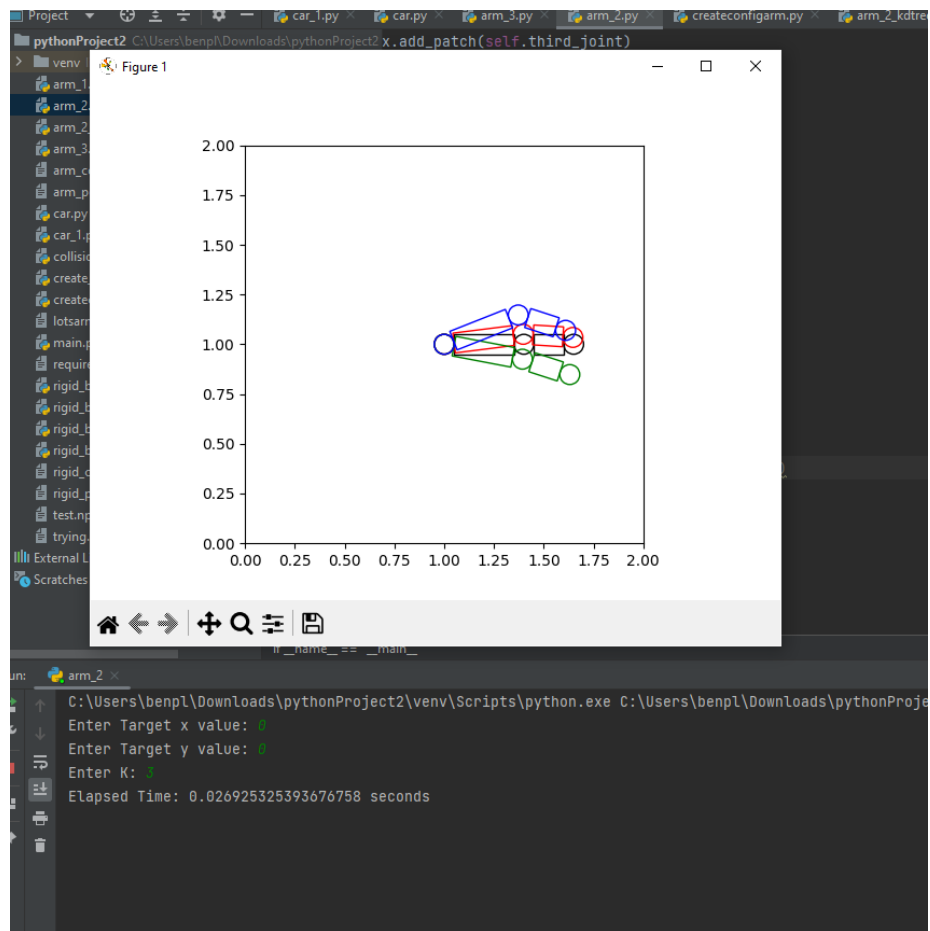 Project
car_1.py
car.py
arm_3.py
arm_2.py
createconfigarm.py
arm_2_kdtre
pythonProject2 C:\Users\benpl\Downloads\pythonProject2
x.add_patch(self.third_joint)
venv
Figure 1
arm_1.
arm_2.
arm_2_
arm_3.
arm_c
arm_p
car.py
car_1.p
collisio
create_
create
lotsarm
main.p
require
rigid_b
rigid_b
rigid_b
rigid_b
rigid_c
rigid_p
test.np
trying.
External L
Scratches
2.00
1.75
1.50
1.25
1.00
0.75
0.50
0.25
0.00
0.00 0.25 0.50 0.75 1.00 1.25 1.50 1.75 2.00
if __name__ == '__main__
un:
arm_2
C:\Users\benpl\Downloads\pythonProject2\venv\Scripts\python.exe C:\Users\benpl\Downloads\pythonProje
Enter Target x value: 0
Enter Target y value: 0
Enter K: 3
Elapsed Time: 0.026925325393676758 seconds